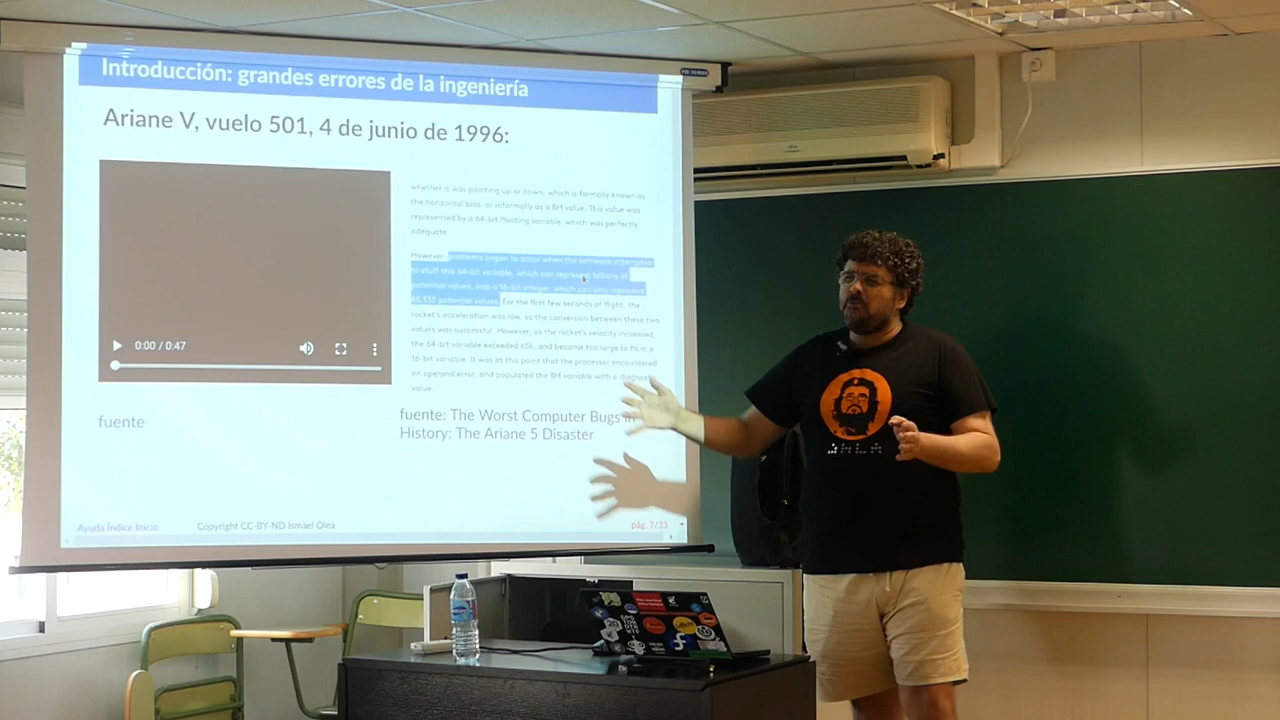 Introducción: grandes errores de la ingeniería
Ariane V, vuelo 501, 4 de junio de 1996:
whether it was pointing up or down, which is formally known as
the horizontal bias, or informally as a BH value. This value was
represented by a 64-bit floating variable, which was perfectly
adequate.
However, problems began to occur when the software attempted
to stuff this 64-bit variable, which can represent billions of
potential values, into a 16-bit integer, which can only represent
65,535 potential values. For the first few seconds of flight, the
rocket's acceleration was low, so the conversion between these two
values was successful. However, as the rocket's velocity increased,
the 64-bit variable exceeded 65k, and became too large to fit in a
16-bit variable. It was at this point that the processor encountered
an operand error, and populated the BH variable with a diagnostic
value.
0:00 / 0:47
fuente
fuente: The Worst Computer Bugs in
History: The Ariane 5 Disaster
Ayuda Índice Inicio
Copyright CC-BY-ND Ismael Olea
pág. 7/33